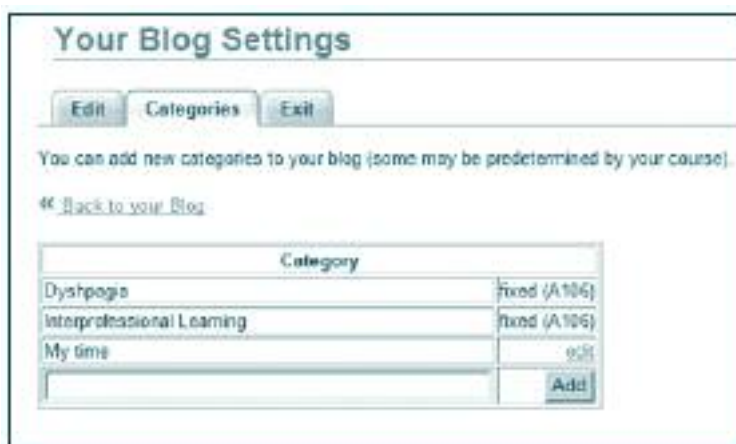 Your Blog Settings
Edit Categories Exit
You can add new categories to your blog (some may be predetermined by your course).
« Back to your Blog
Category
Dyshpagia fixed (A106)
Interprofessional Learning fixed (A106)
My time edit
Add